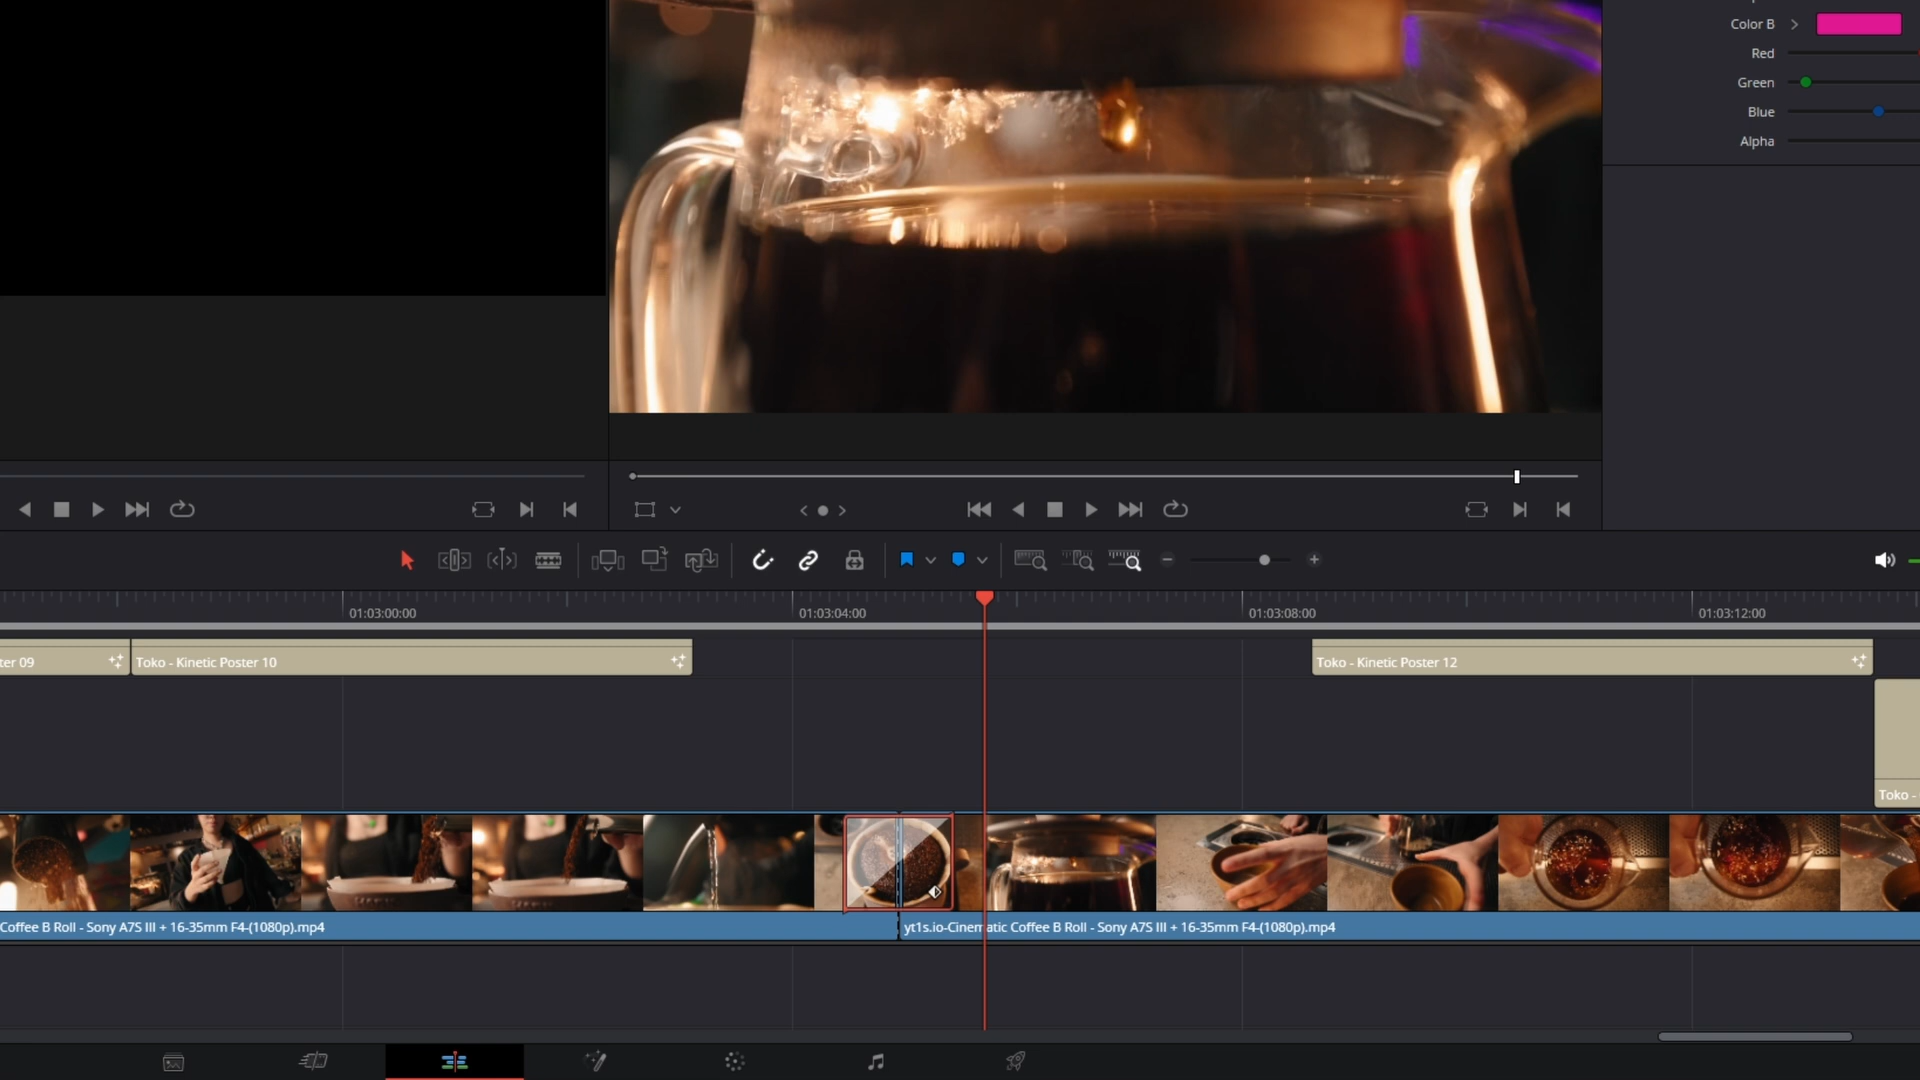 Color B
Red
Green
Blue
Alpha
01:03:00:00
01:03:04:00
01:03:08:00
01:03:12:00
ter 09
Toko - Kinetic Poster 10
Toko - Kinetic Poster 12
Toko -
Coffee B Roll - Sony A7S III + 16-35mm F4-(1080p).mp4
yt1s.io-Cinematic Coffee B Roll - Sony A7S III + 16-35mm F4-(1080p).mp4